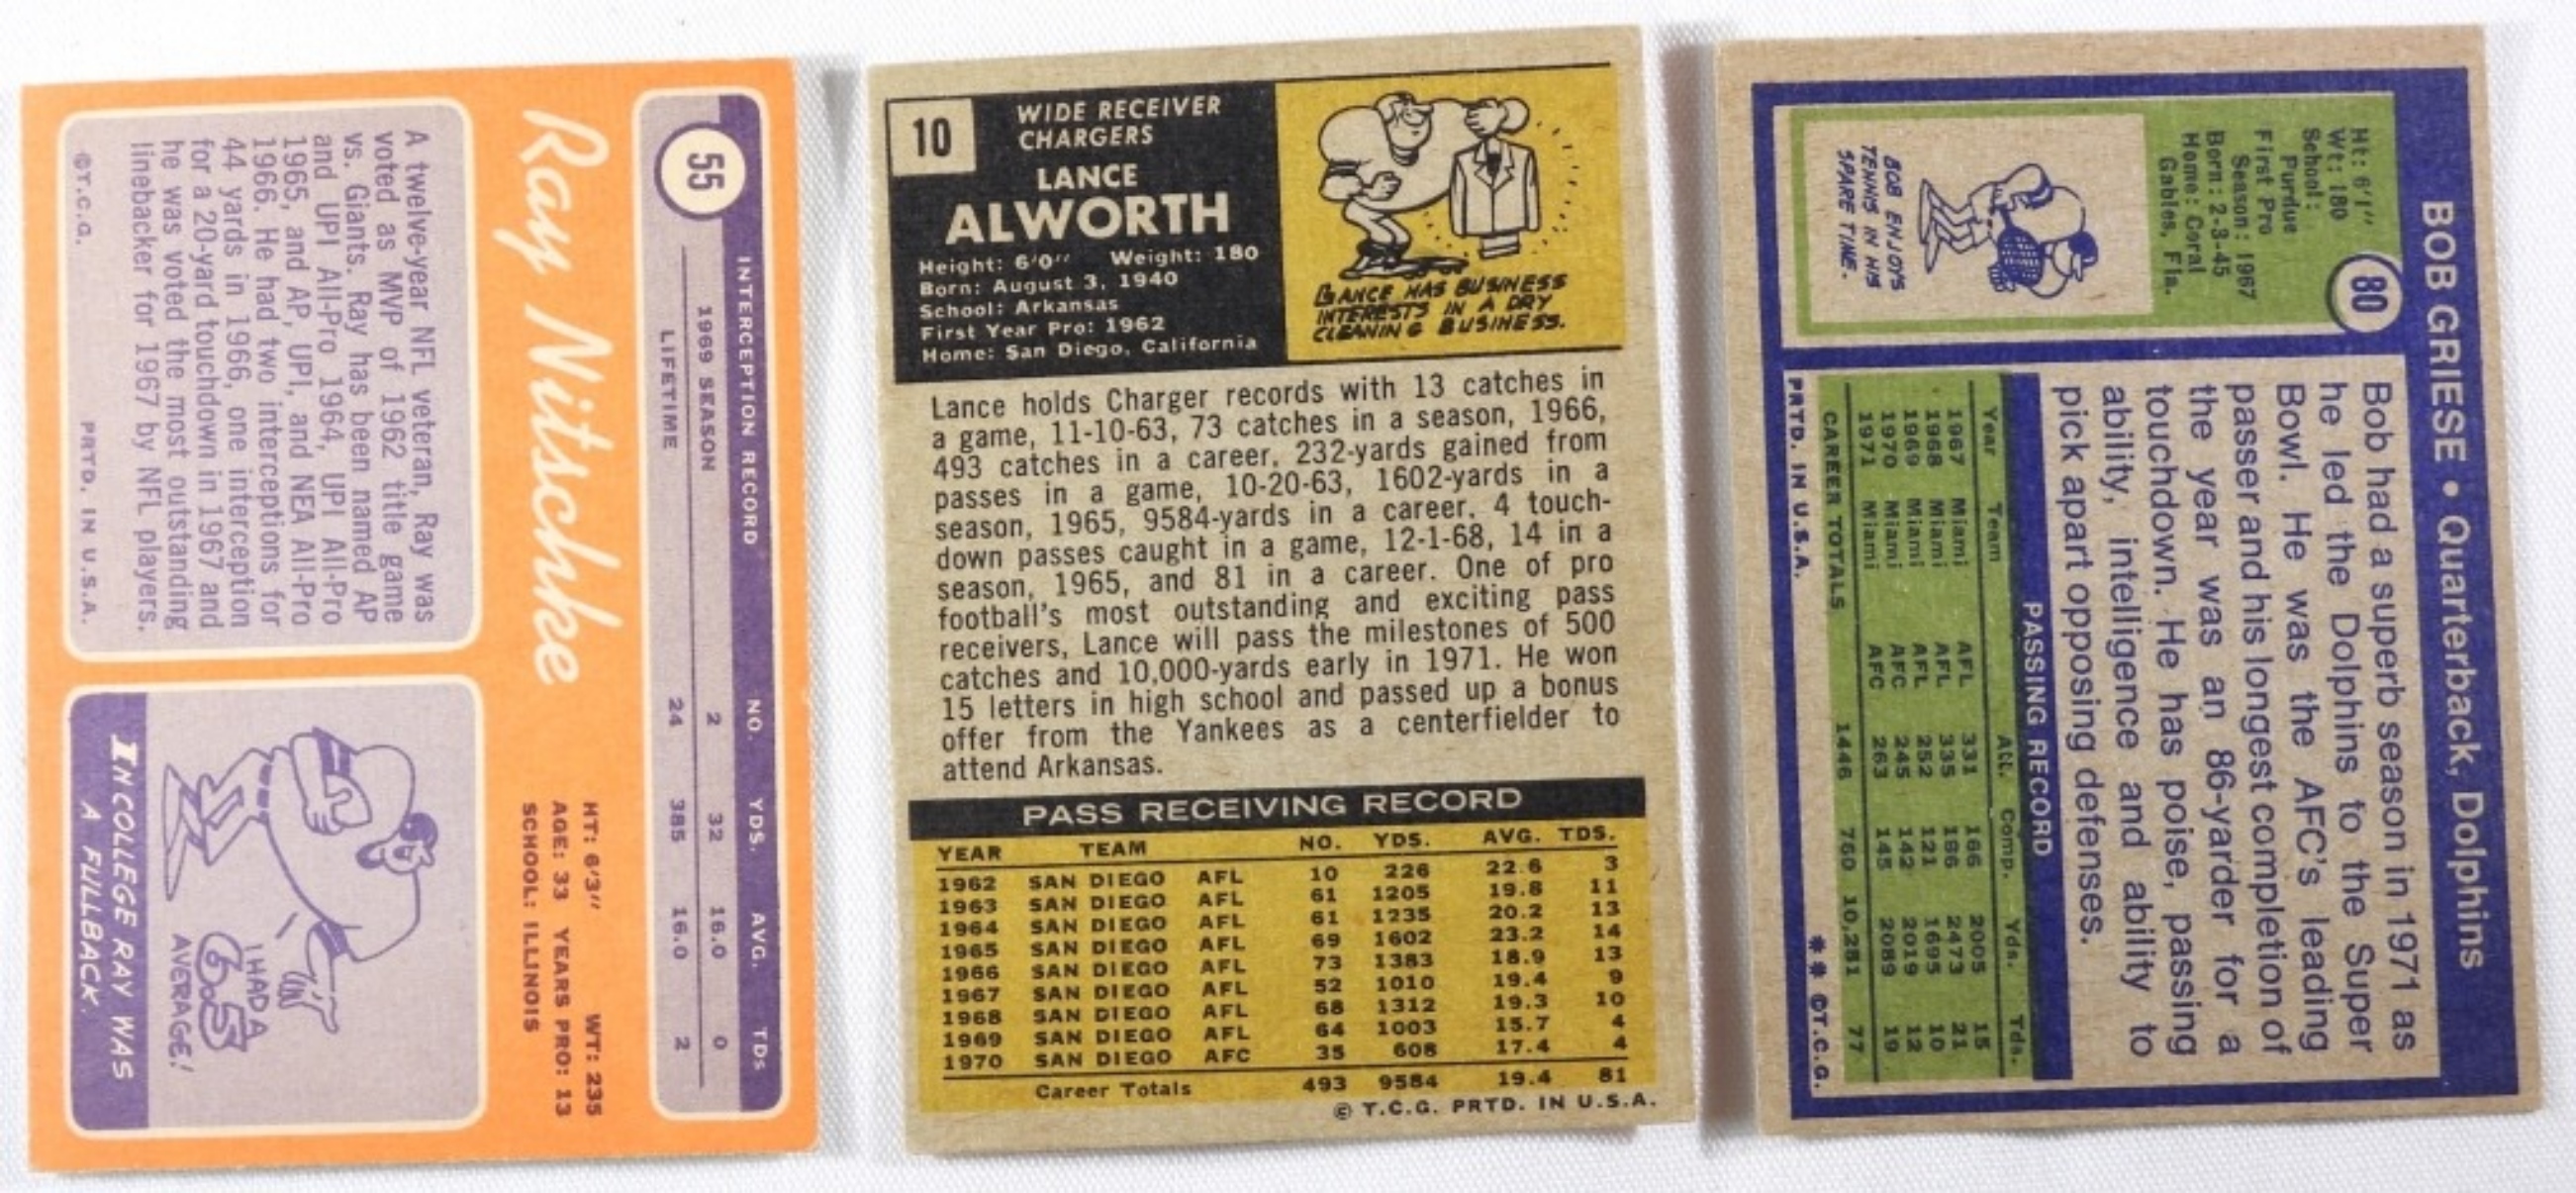 55
INTERCEPTION RECORD NO. YDS. AVG. TDS
1969 SEASON 2 32 16.0 0
LIFETIME 24 385 16.0 2
Ray Nitschke
HT: 6'3" WT: 235
AGE: 33 YEARS PRO: 13
SCHOOL: ILLINOIS
A twelve-year NFL veteran, Ray was
voted as MVP of 1962 title game
vs. Giants. Ray has been named AP
and UPI All-Pro 1964, UPI All-Pro
1965, and AP, UPI, and NEA All-Pro
1966. He had two interceptions for
44 yards in 1966, one interception
for a 20-yard touchdown in 1967 and
he was voted the most outstanding
linebacker for 1967 by NFL players.
©T.C.G. PRTD. IN U.S.A.
I HAD A
6.5
AVERAGE!
IN COLLEGE RAY WAS
A FULLBACK.
10
WIDE RECEIVER
CHARGERS
LANCE
ALWORTH
Height: 6'0" Weight: 180
Born: August 3, 1940
School: Arkansas
First Year Pro: 1962
Home: San Diego, California
LANCE HAS BUSINESS
INTERESTS IN A DRY
CLEANING BUSINESS.
Lance holds Charger records with 13 catches in
a game, 11-10-63, 73 catches in a season, 1966,
493 catches in a career, 232-yards gained from
passes in a game, 10-20-63, 1602-yards in a
season, 1965, 9584-yards in a career, 4 touch-
down passes caught in a game, 12-1-68, 14 in a
season, 1965, and 81 in a career. One of pro
football's most outstanding and exciting pass
receivers, Lance will pass the milestones of 500
catches and 10,000-yards early in 1971. He won
15 letters in high school and passed up a bonus
offer from the Yankees as a centerfielder to
attend Arkansas.
PASS RECEIVING RECORD
YEAR TEAM NO. YDS. AVG. TDS.
1962 SAN DIEGO AFL 10 226 22.6 3
1963 SAN DIEGO AFL 61 1205 19.8 11
1964 SAN DIEGO AFL 61 1235 20.2 13
1965 SAN DIEGO AFL 69 1602 23.2 14
1966 SAN DIEGO AFL 73 1383 18.9 13
1967 SAN DIEGO AFL 52 1010 19.4 9
1968 SAN DIEGO AFL 68 1312 19.3 10
1969 SAN DIEGO AFL 64 1003 15.7 4
1970 SAN DIEGO AFC 35 608 17.4 4
Career Totals 493 9584 19.4 81
© T.C.G. PRTD. IN U.S.A.
BOB GRIESE • Quarterback, Dolphins
80
Ht: 6'1"
Wt: 180
School:
Purdue
First Pro
Season: 1967
Born: 2-3-45
Home: Coral
Gables, Fla.
BOB ENJOYS
TENNIS IN HIS
SPARE TIME.
Bob had a superb season in 1971 as
he led the Dolphins to the Super
Bowl. He was the AFC's leading
passer and his longest completion of
the year was an 86-yarder for a
touchdown. He has poise, passing
ability, intelligence and ability to
pick apart opposing defenses.
PASSING RECORD
Year Team Att. Comp. Yds. Tds.
1967 Miami AFL 331 166 2005 15
1968 Miami AFL 335 186 2473 21
1969 Miami AFL 252 121 1695 10
1970 Miami AFC 245 142 2019 12
1971 Miami AFC 263 145 2089 19
CAREER TOTALS 1446 760 10,281 77
PRTD. IN U.S.A. ** ©T.C.G.